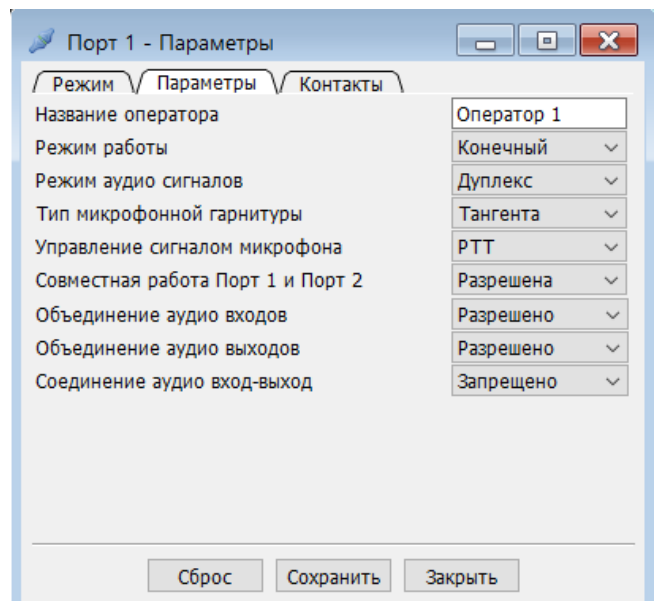 Порт 1 - Параметры
Режим Параметры Контакты
Название оператора Оператор 1
Режим работы Конечный
Режим аудио сигналов Дуплекс
Тип микрофонной гарнитуры Тангента
Управление сигналом микрофона РТТ
Совместная работа Порт 1 и Порт 2 Разрешена
Объединение аудио входов Разрешено
Объединение аудио выходов Разрешено
Соединение аудио вход-выход Запрещено
Сброс Сохранить Закрыть